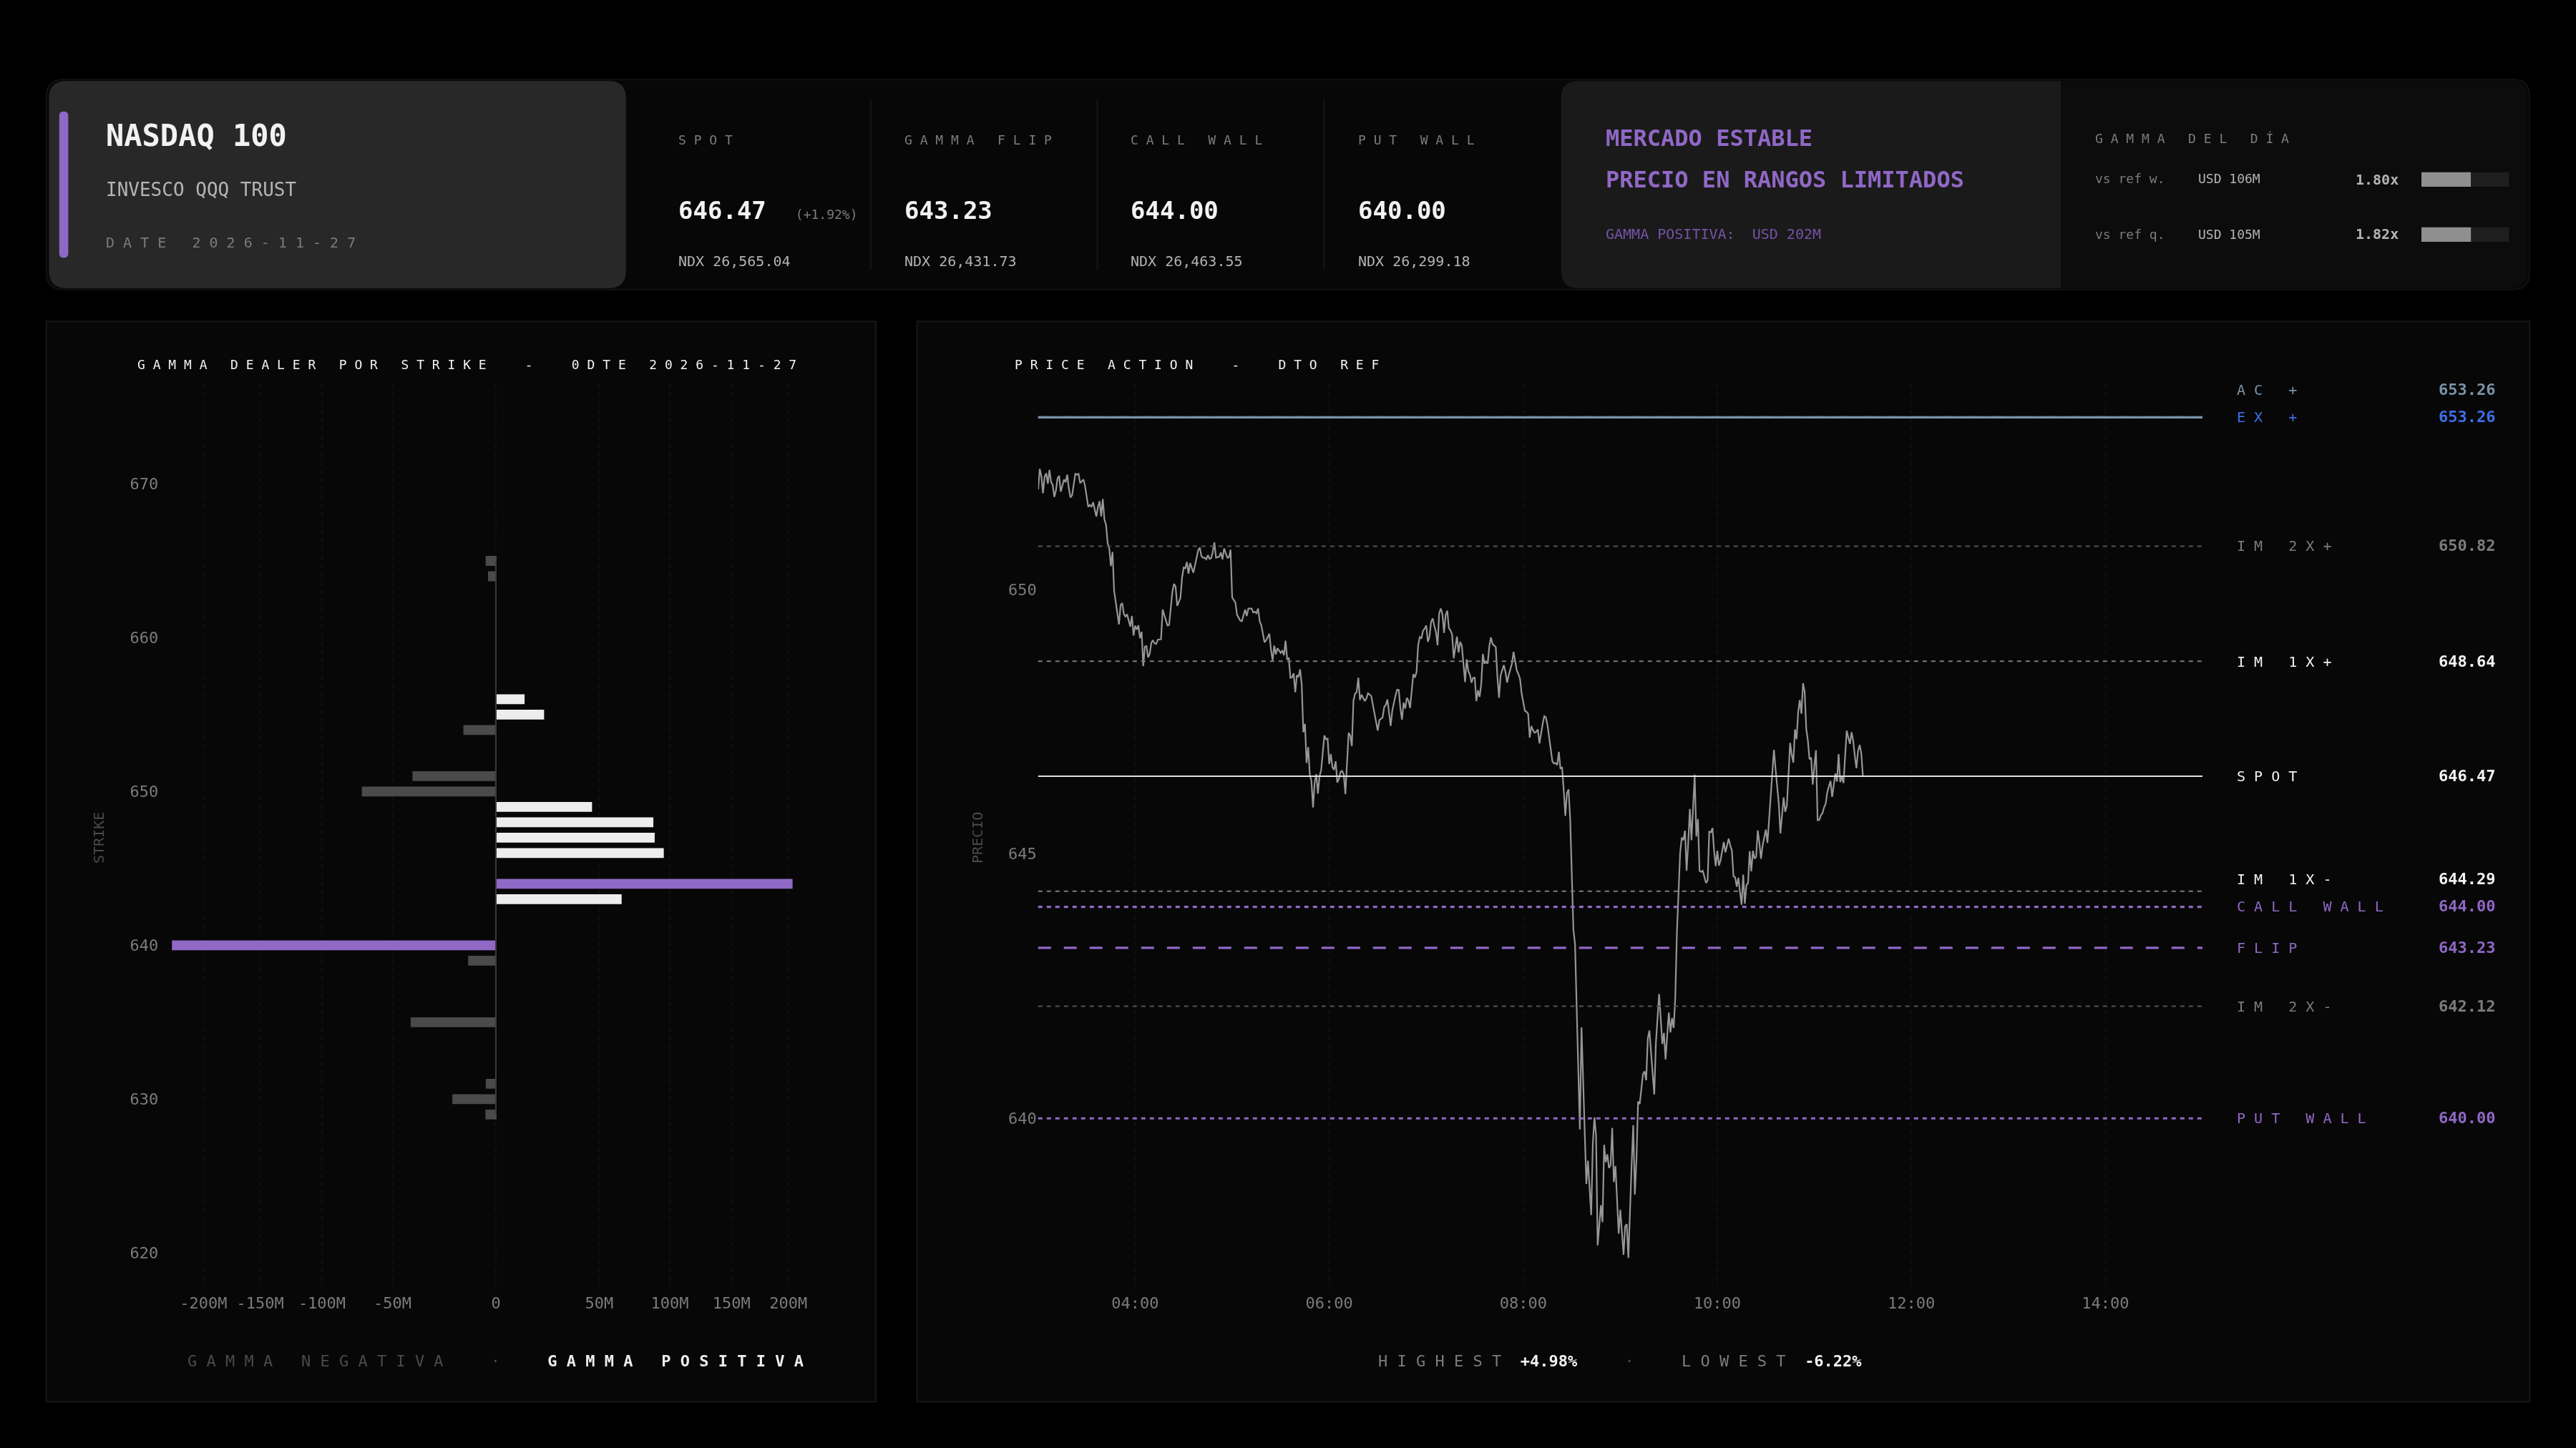 NASDAQ 100
INVESCO QQQ TRUST
DATE 2026-11-27
SPOT
646.47 (+1.92%)
NDX 26,565.04
GAMMA FLIP
643.23
NDX 26,431.73
CALL WALL
644.00
NDX 26,463.55
PUT WALL
640.00
NDX 26,299.18
MERCADO ESTABLE
PRECIO EN RANGOS LIMITADOS
GAMMA POSITIVA: USD 202M
GAMMA DEL DÍA
vs ref w. USD 106M 1.80x
vs ref q. USD 105M 1.82x
GAMMA DEALER POR STRIKE - 0DTE 2026-11-27
STRIKE
670
660
650
640
630
620
-200M -150M -100M -50M 0 50M 100M 150M 200M
GAMMA NEGATIVA · GAMMA POSITIVA
PRICE ACTION - DTO REF
PRECIO
650
645
640
04:00 06:00 08:00 10:00 12:00 14:00
AC + 653.26
EX + 653.26
IM 2X+ 650.82
IM 1X+ 648.64
SPOT 646.47
IM 1X- 644.29
CALL WALL 644.00
FLIP 643.23
IM 2X- 642.12
PUT WALL 640.00
HIGHEST +4.98% · LOWEST -6.22%